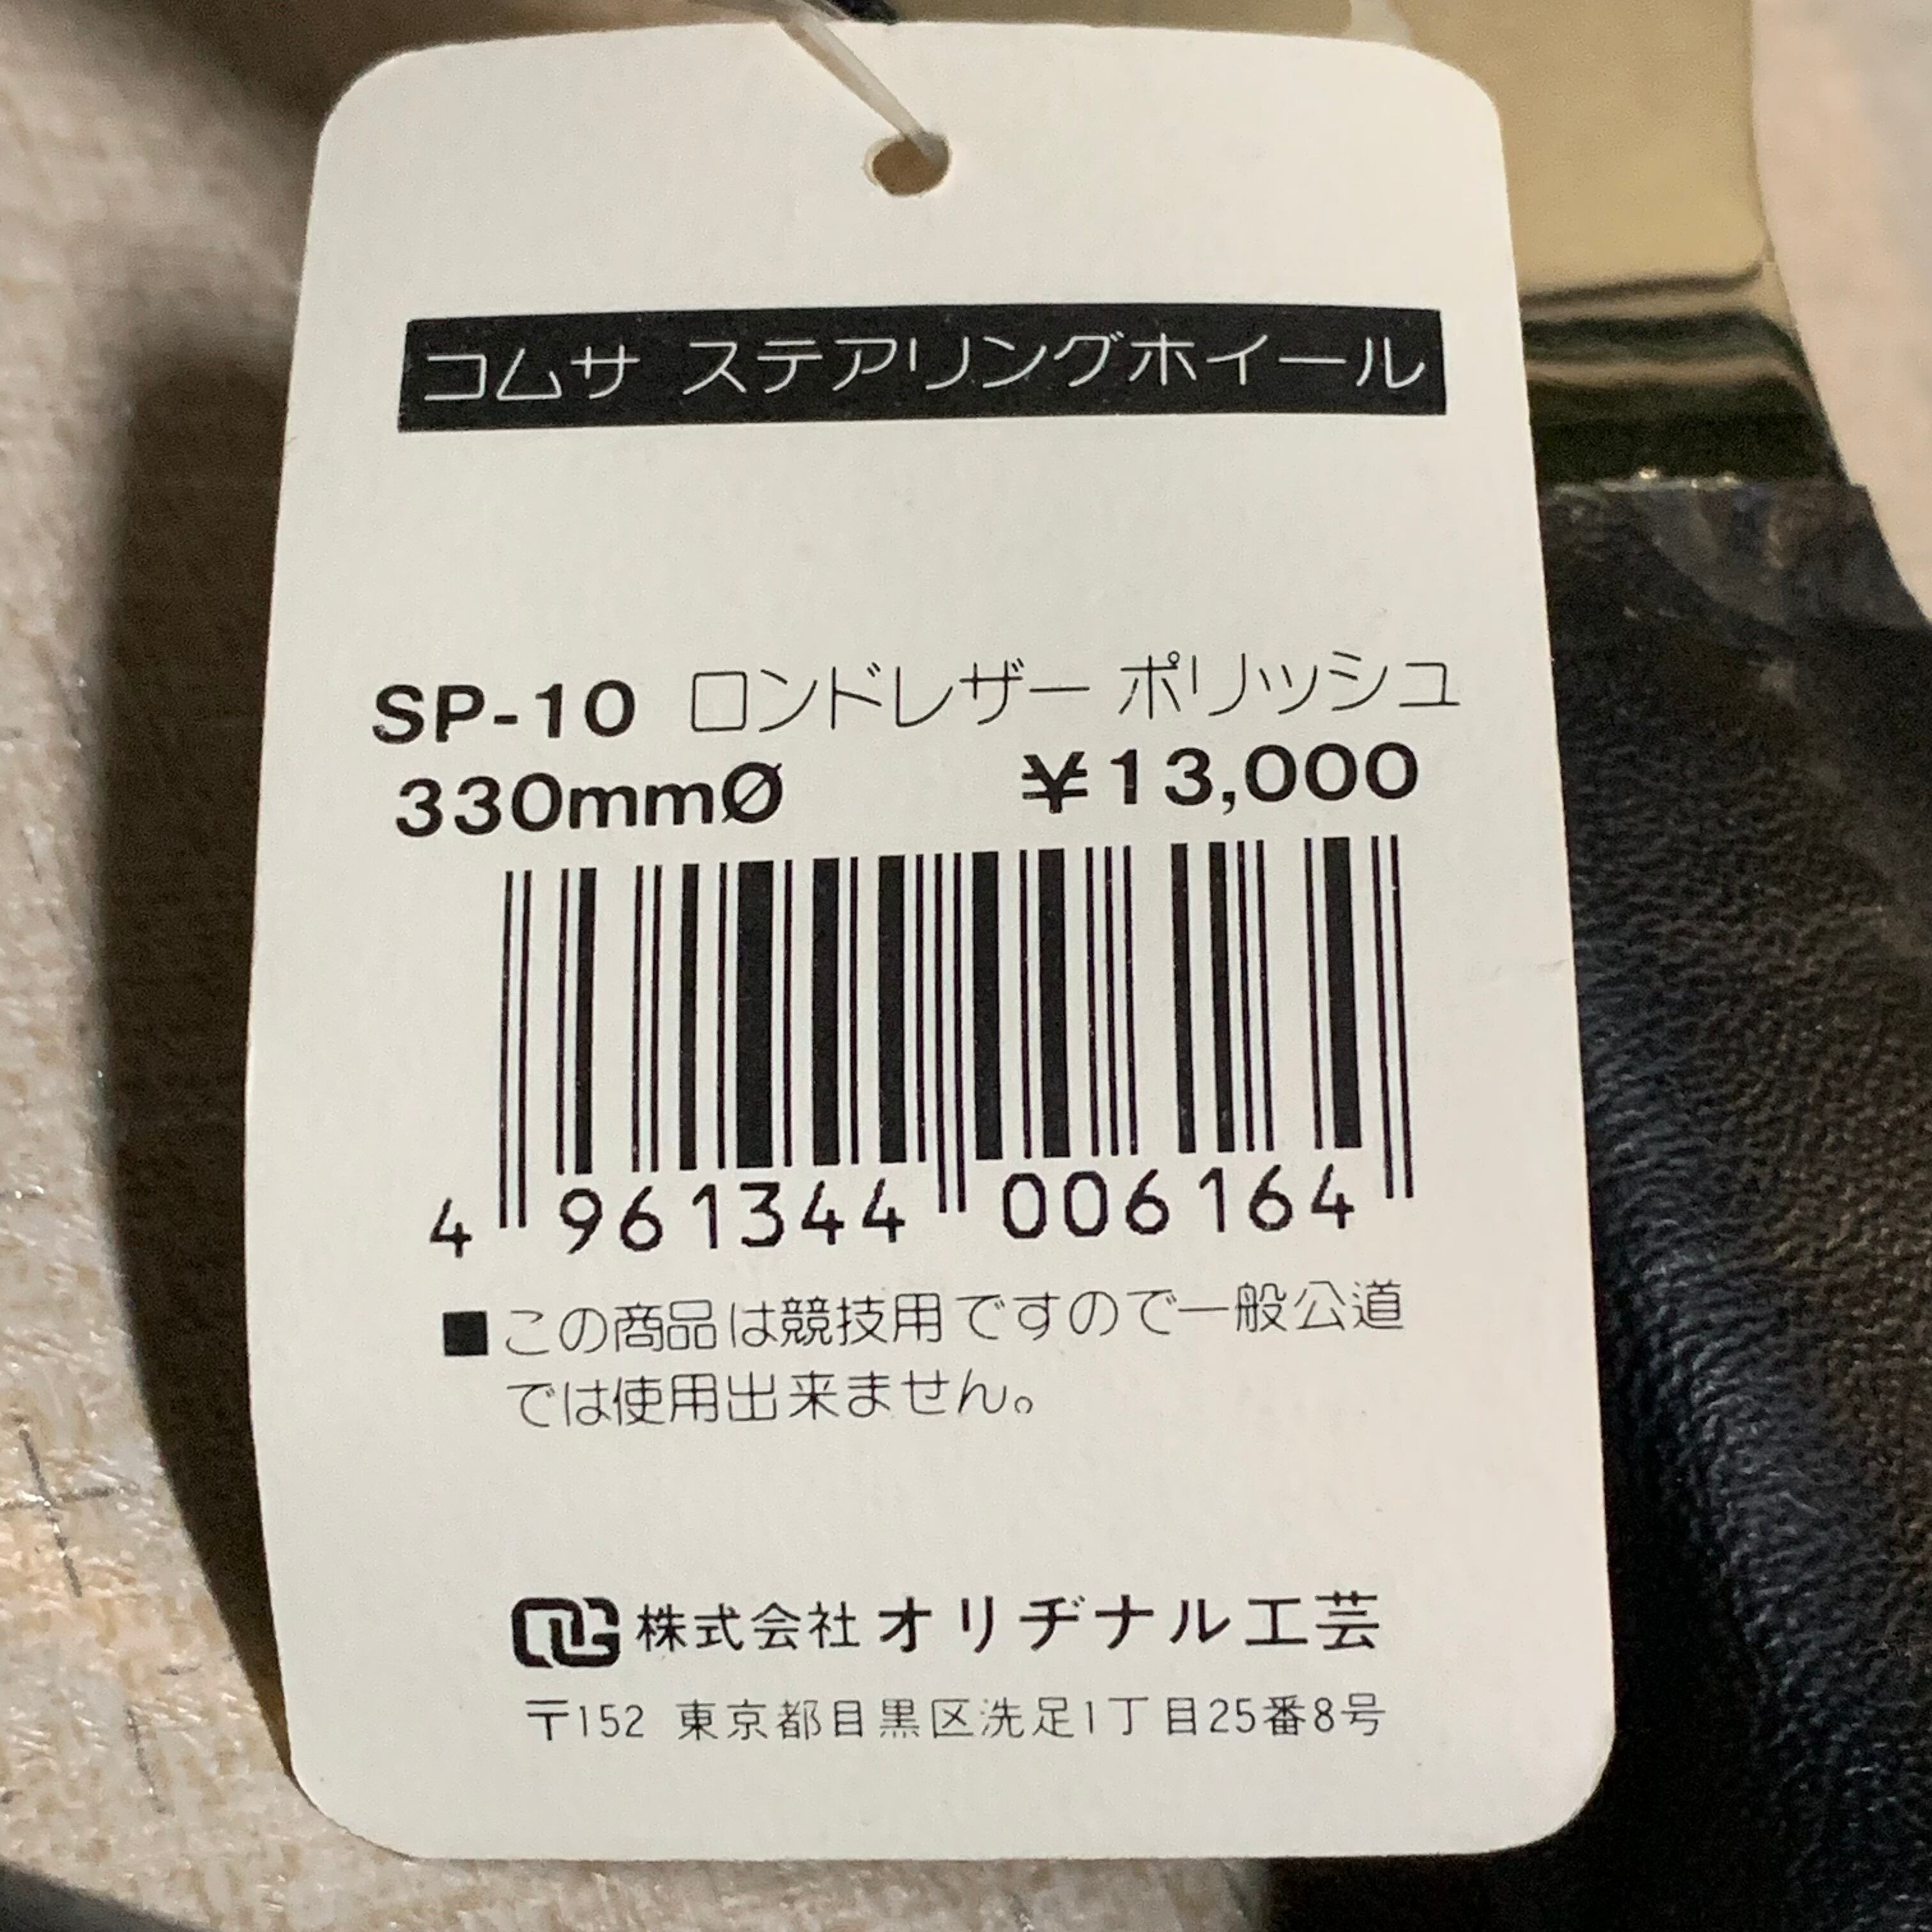 コムサ ステアリングホイール
SP-10 ロンドレザー ポリッシュ
330mmØ ¥13,000
4 961344 006164
■この商品は競技用ですので一般公道
では使用出来ません。
OG 株式会社 オリヂナル工芸
〒152 東京都目黒区洗足1丁目25番8号